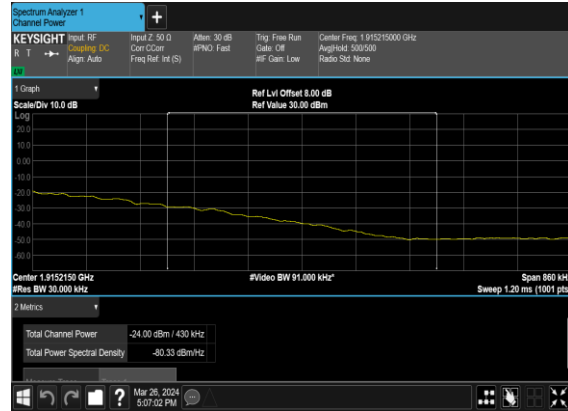 Spectrum Analyzer 1
Channel Power
+
KEYSIGHT Input: RF Input Z: 50 Ω Atten: 30 dB Trig: Free Run Center Freq: 1.915215000 GHz
R T Coupling: DC Corr CCorr #PNO: Fast Gate: Off Avg|Hold: 500/500
Align: Auto Freq Ref: Int (S) #IF Gain: Low Radio Std: None
LM
1 Graph
Ref Lvl Offset 8.00 dB
Scale/Div 10.0 dB Ref Value 30.00 dBm
Log
20.0
10.0
0.00
-10.0
-20.0
-30.0
-40.0
-50.0
-60.0
Center 1.9152150 GHz #Video BW 91.000 kHz* Span 860 kH
#Res BW 30.000 kHz Sweep 1.20 ms (1001 pts
2 Metrics
Total Channel Power -24.00 dBm / 430 kHz
Total Power Spectral Density -80.33 dBm/Hz
?
Mar 26, 2024
5:07:02 PM